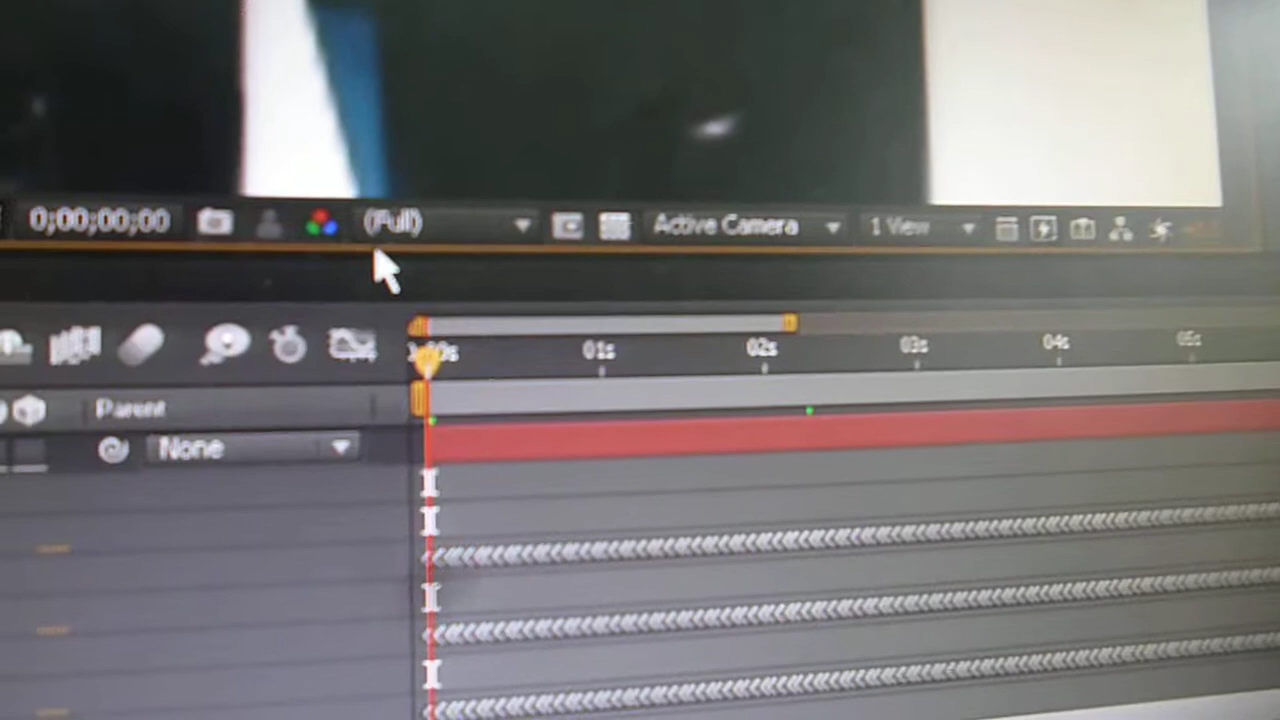 0;00;00;00 (Full) Active Camera 1 View
01s 02s 03s 04s 05s
Parent
None